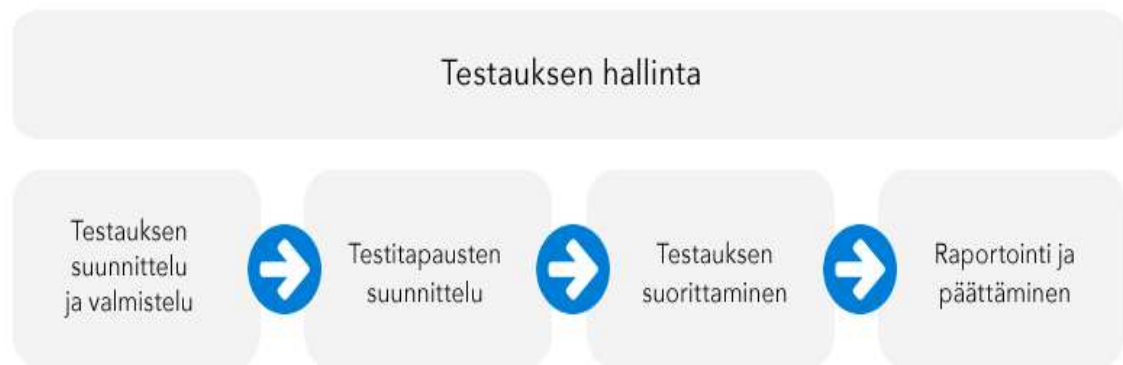 Testauksen hallinta
Testauksen
suunnittelu
ja valmistelu
Testitapausten
suunnittelu
Testauksen
suorittaminen
Raportointi ja
päättäminen